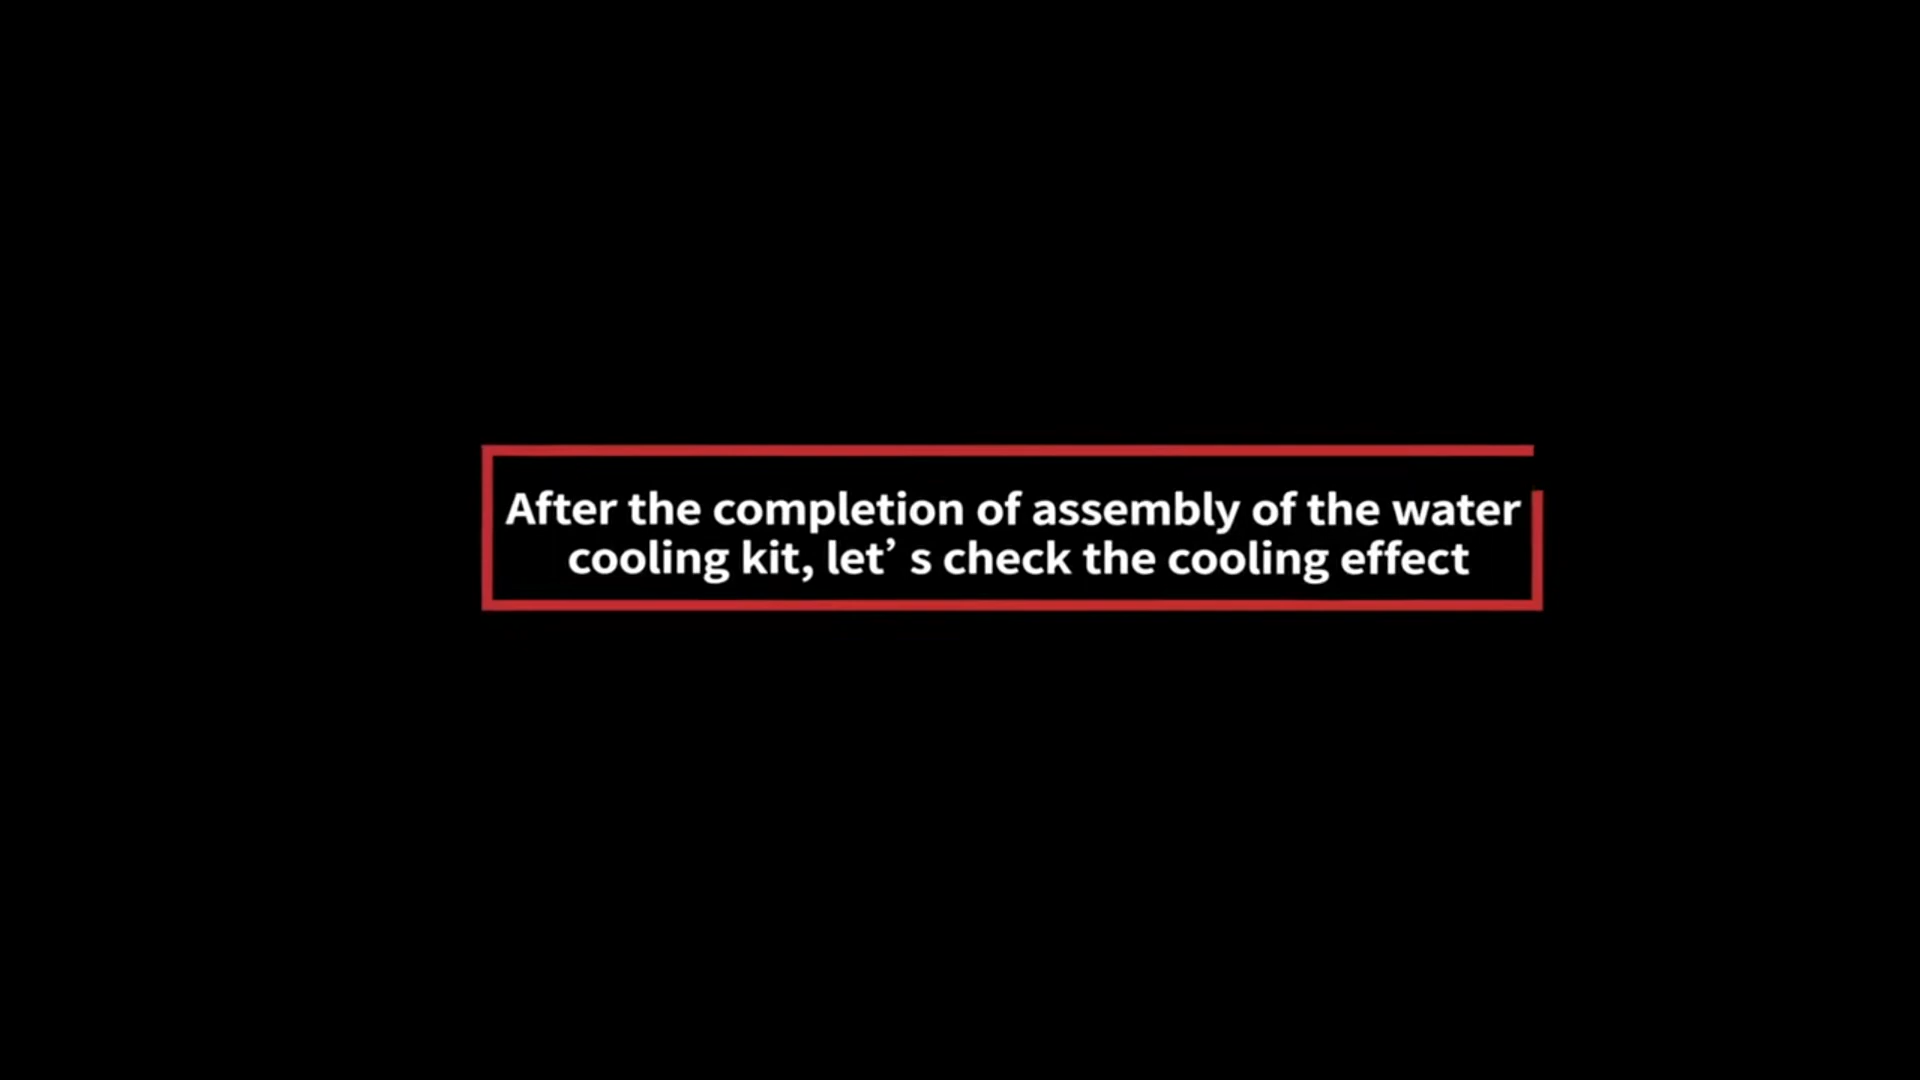 After the completion of assembly of the water
cooling kit, let’ s check the cooling effect